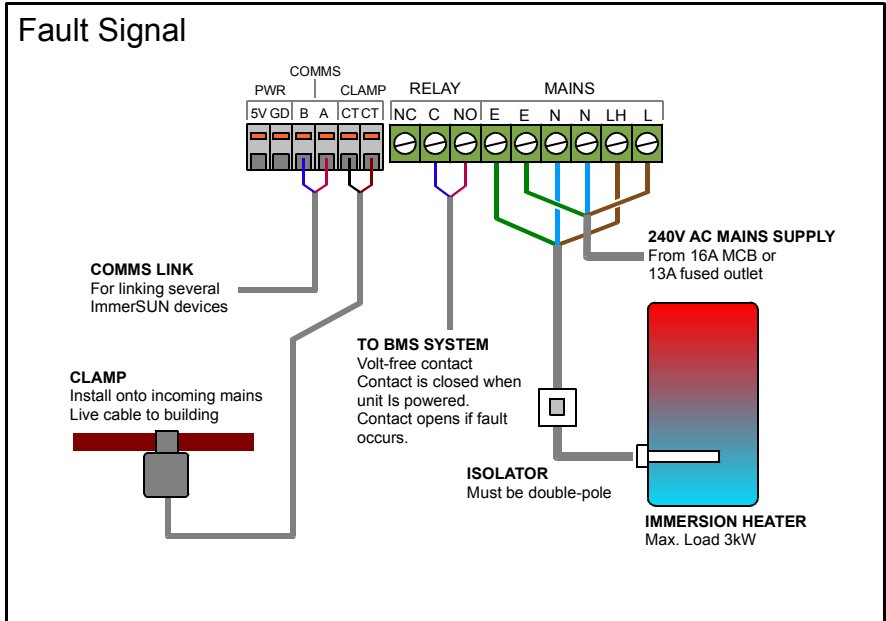 Fault Signal
COMMS
PWR CLAMP RELAY MAINS
5V GD B A CT CT NC C NO E E N N LH L
240V AC MAINS SUPPLY
From 16A MCB or
13A fused outlet
COMMS LINK
For linking several
ImmerSUN devices
TO BMS SYSTEM
Volt-free contact
Contact is closed when
unit Is powered.
Contact opens if fault
occurs.
CLAMP
Install onto incoming mains
Live cable to building
ISOLATOR
Must be double-pole
IMMERSION HEATER
Max. Load 3kW